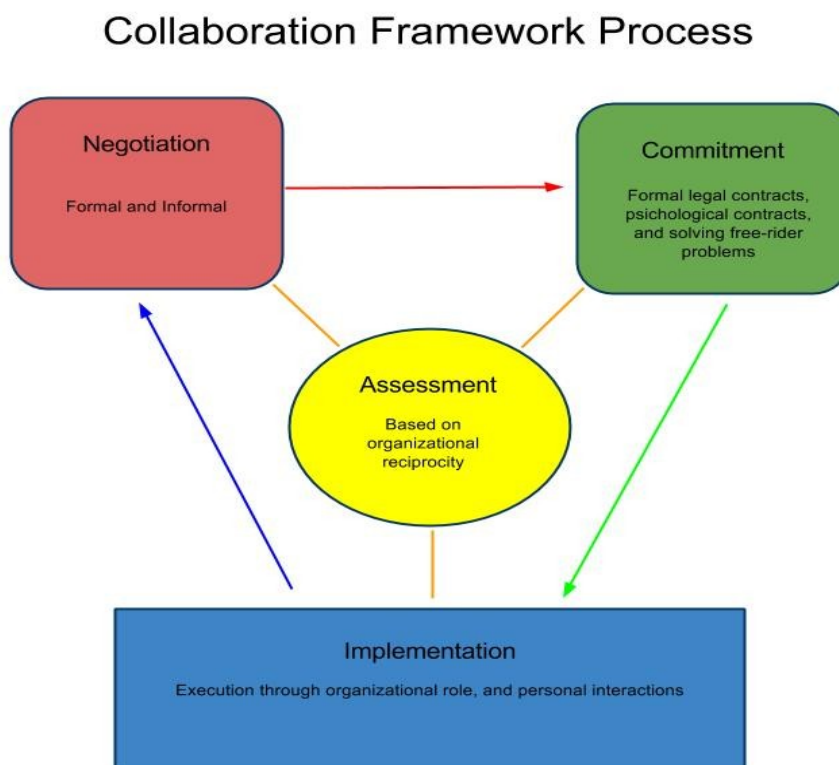 Collaboration Framework Process
Negotiation
Formal and Informal
Commitment
Formal legal contracts,
psichological contracts,
and solving free-rider
problems
Assessment
Based on
organizational
reciprocity
Implementation
Execution through organizational role, and personal interactions